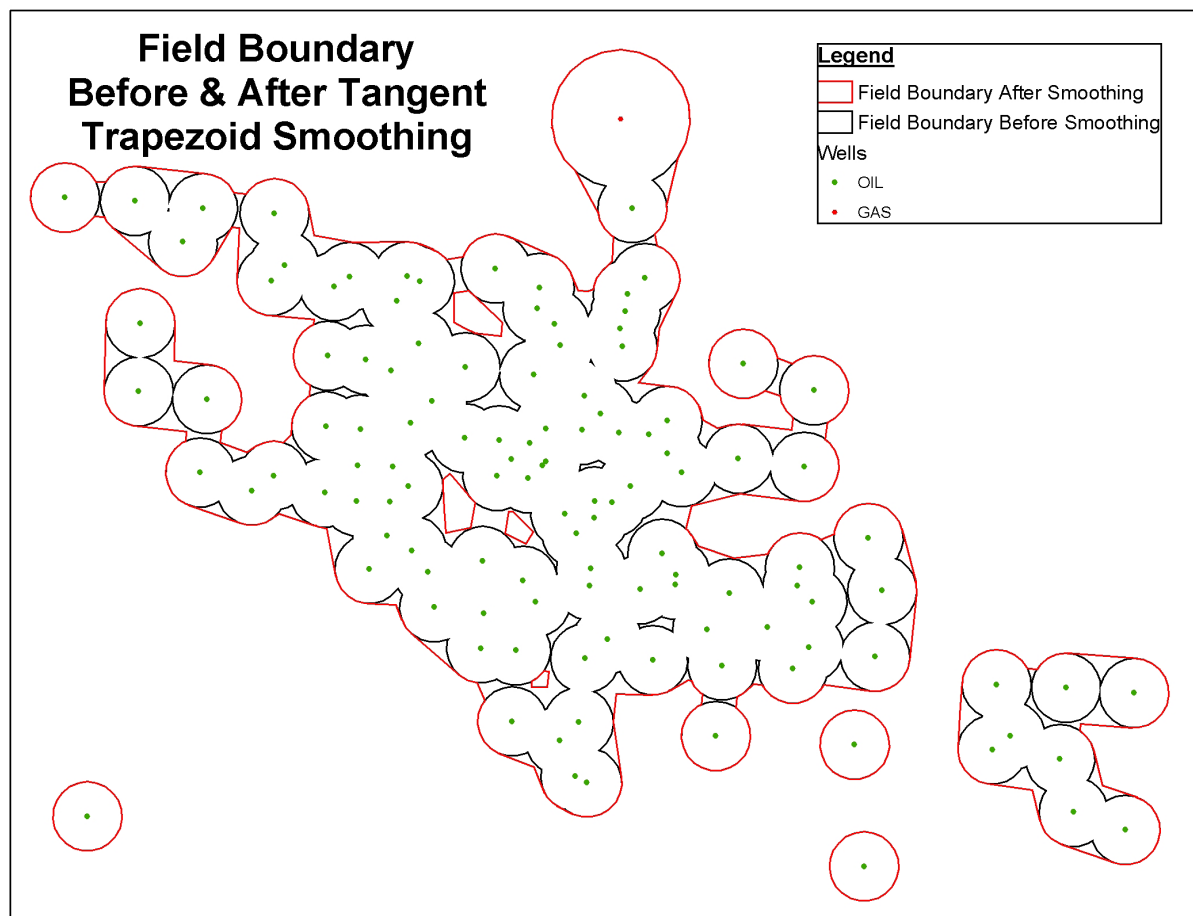 Field Boundary
Before & After Tangent
Trapezoid Smoothing
Legend
Field Boundary After Smoothing
Field Boundary Before Smoothing
Wells
OIL
GAS